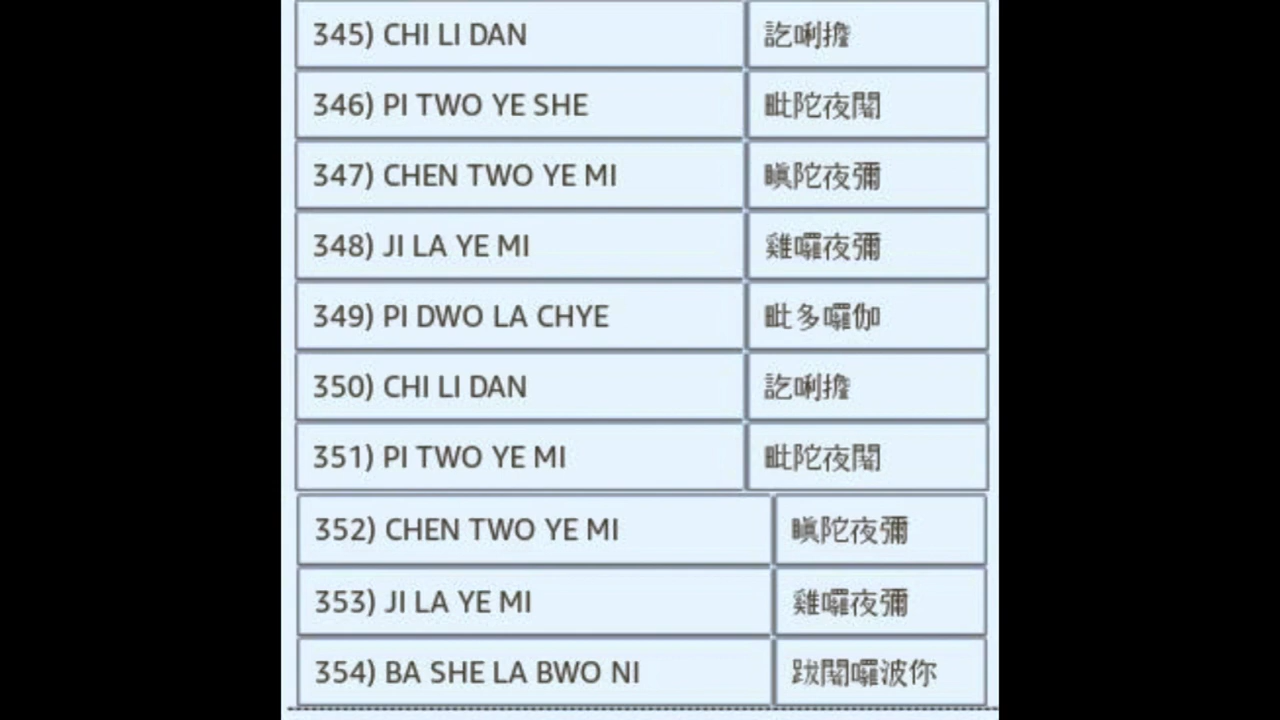 345) CHI LI DAN 訖唎擔
346) PI TWO YE SHE 毗陀夜闍
347) CHEN TWO YE MI 瞋陀夜彌
348) JI LA YE MI 雞囉夜彌
349) PI DWO LA CHYE 毗多囉伽
350) CHI LI DAN 訖唎擔
351) PI TWO YE MI 毗陀夜闍
352) CHEN TWO YE MI 瞋陀夜彌
353) JI LA YE MI 雞囉夜彌
354) BA SHE LA BWO NI 跋闍囉波你